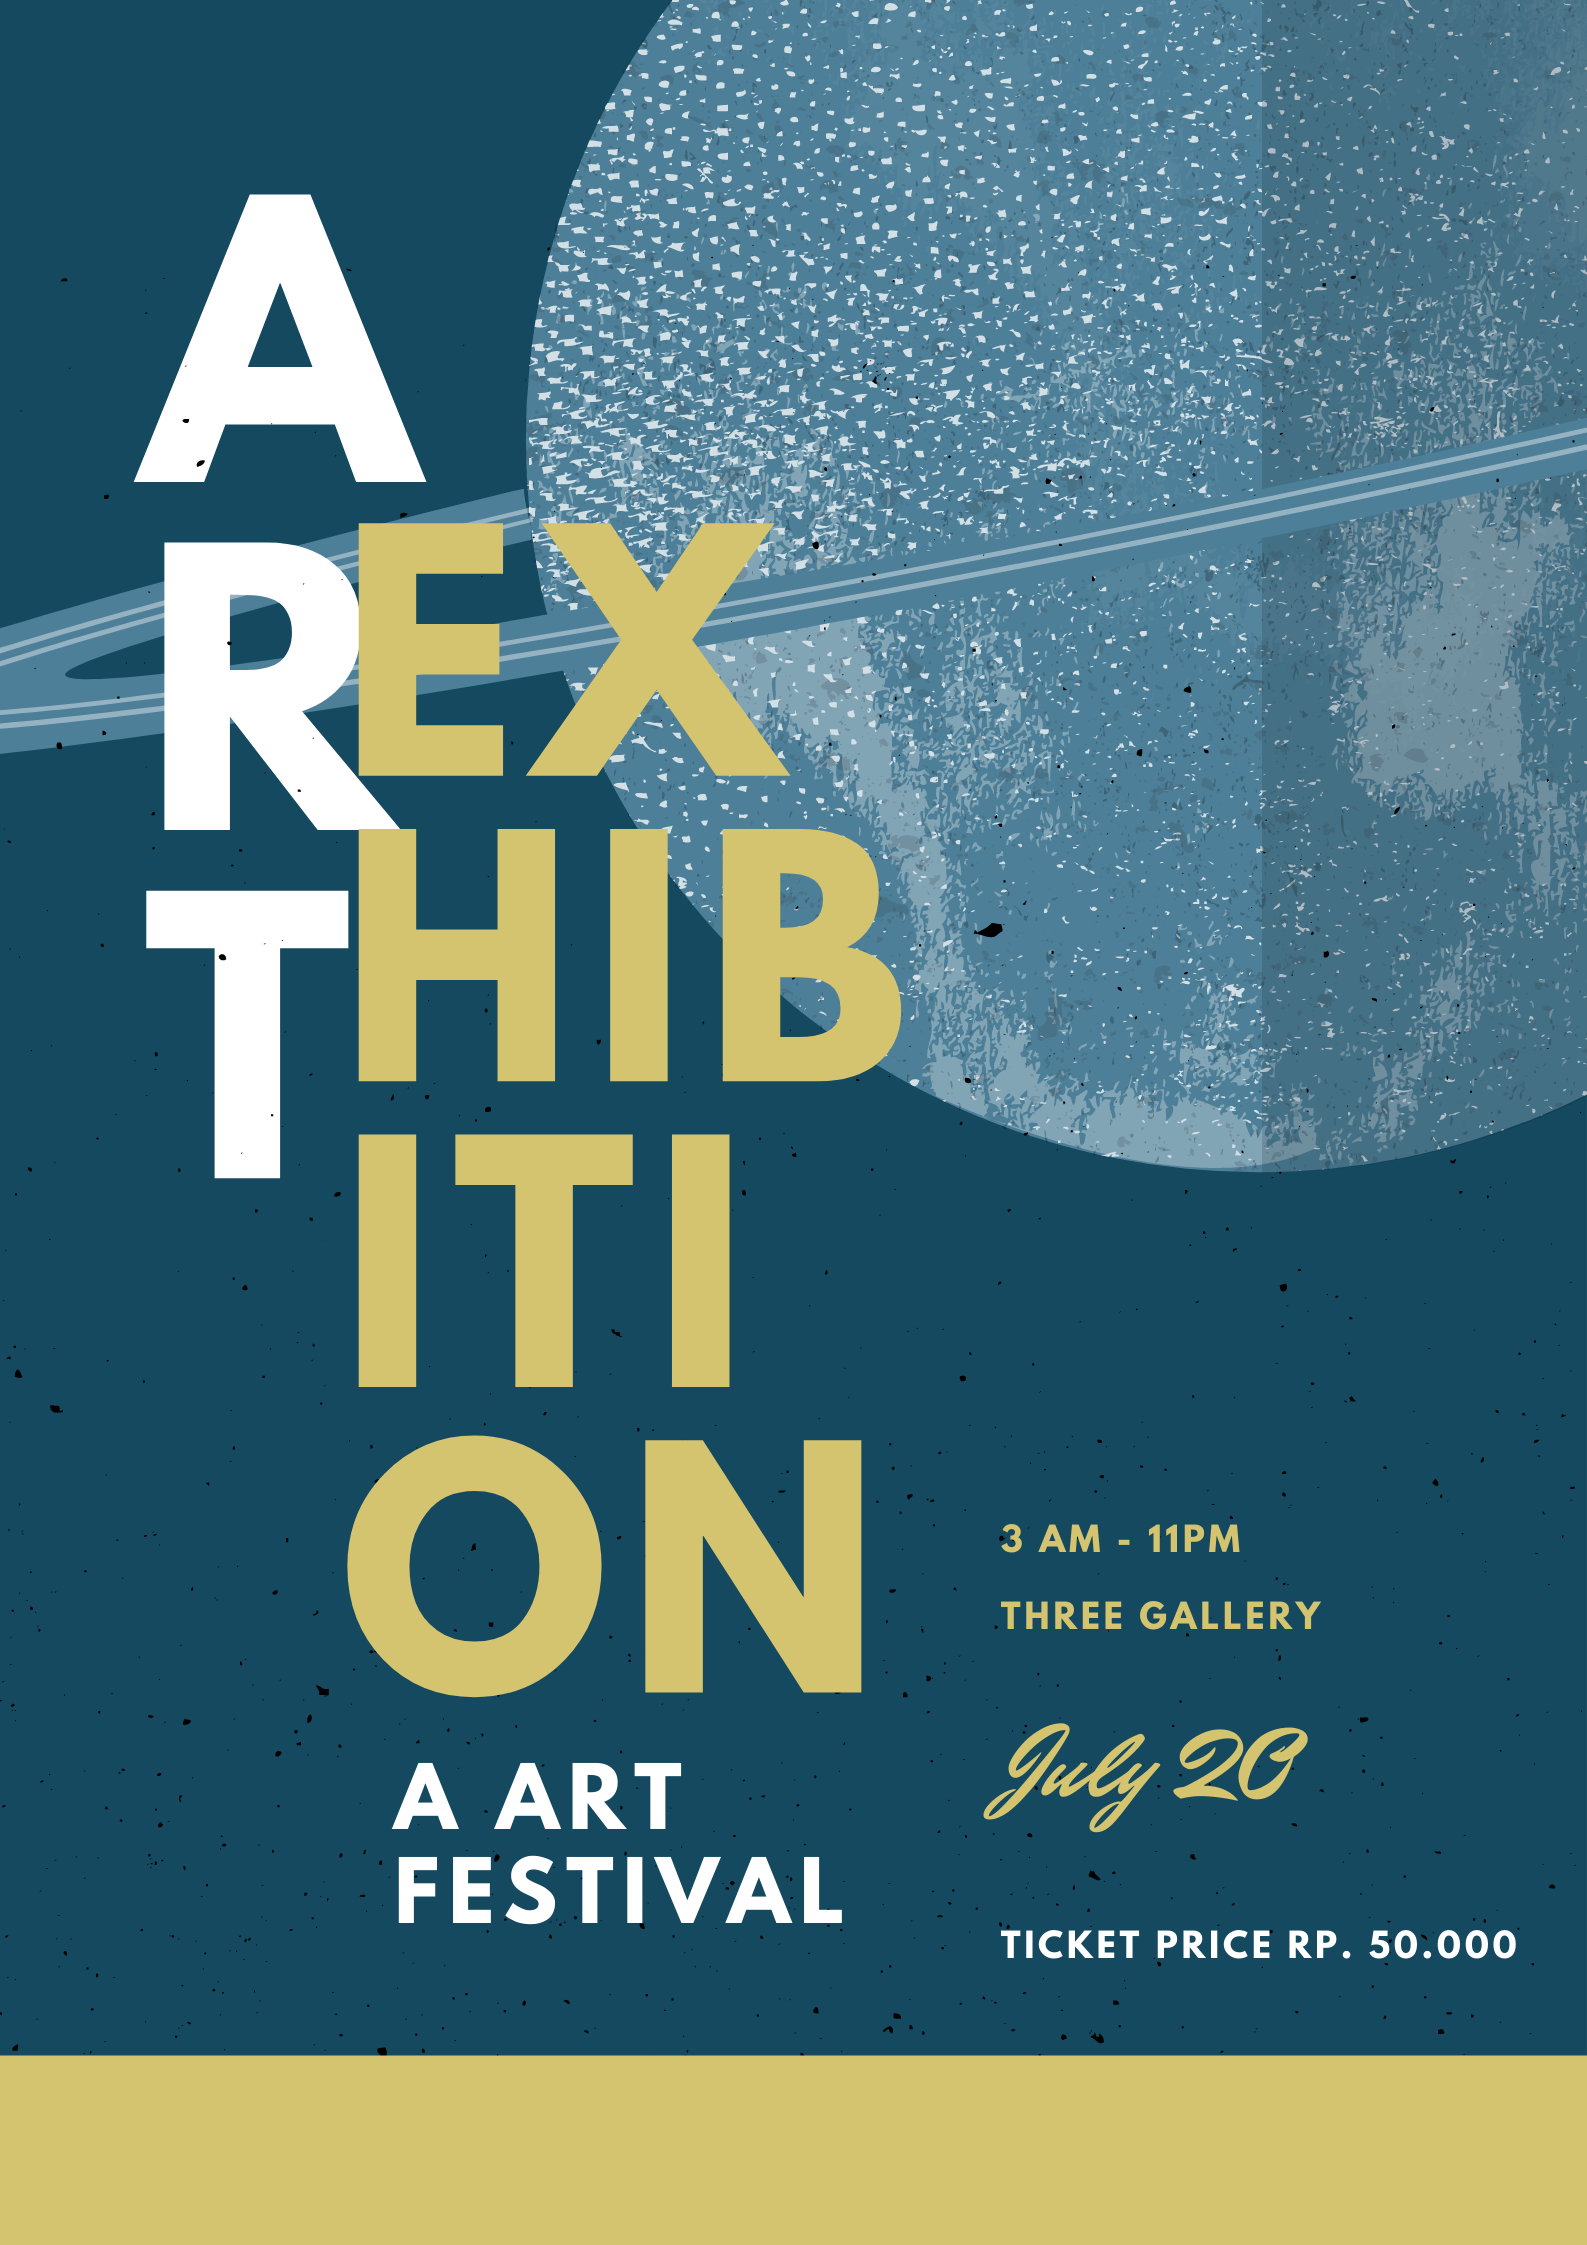 A
R
T
EX
HIB
ITI
ON
3 AM - 11PM
THREE GALLERY
July 20
A ART
FESTIVAL
TICKET PRICE RP. 50.000